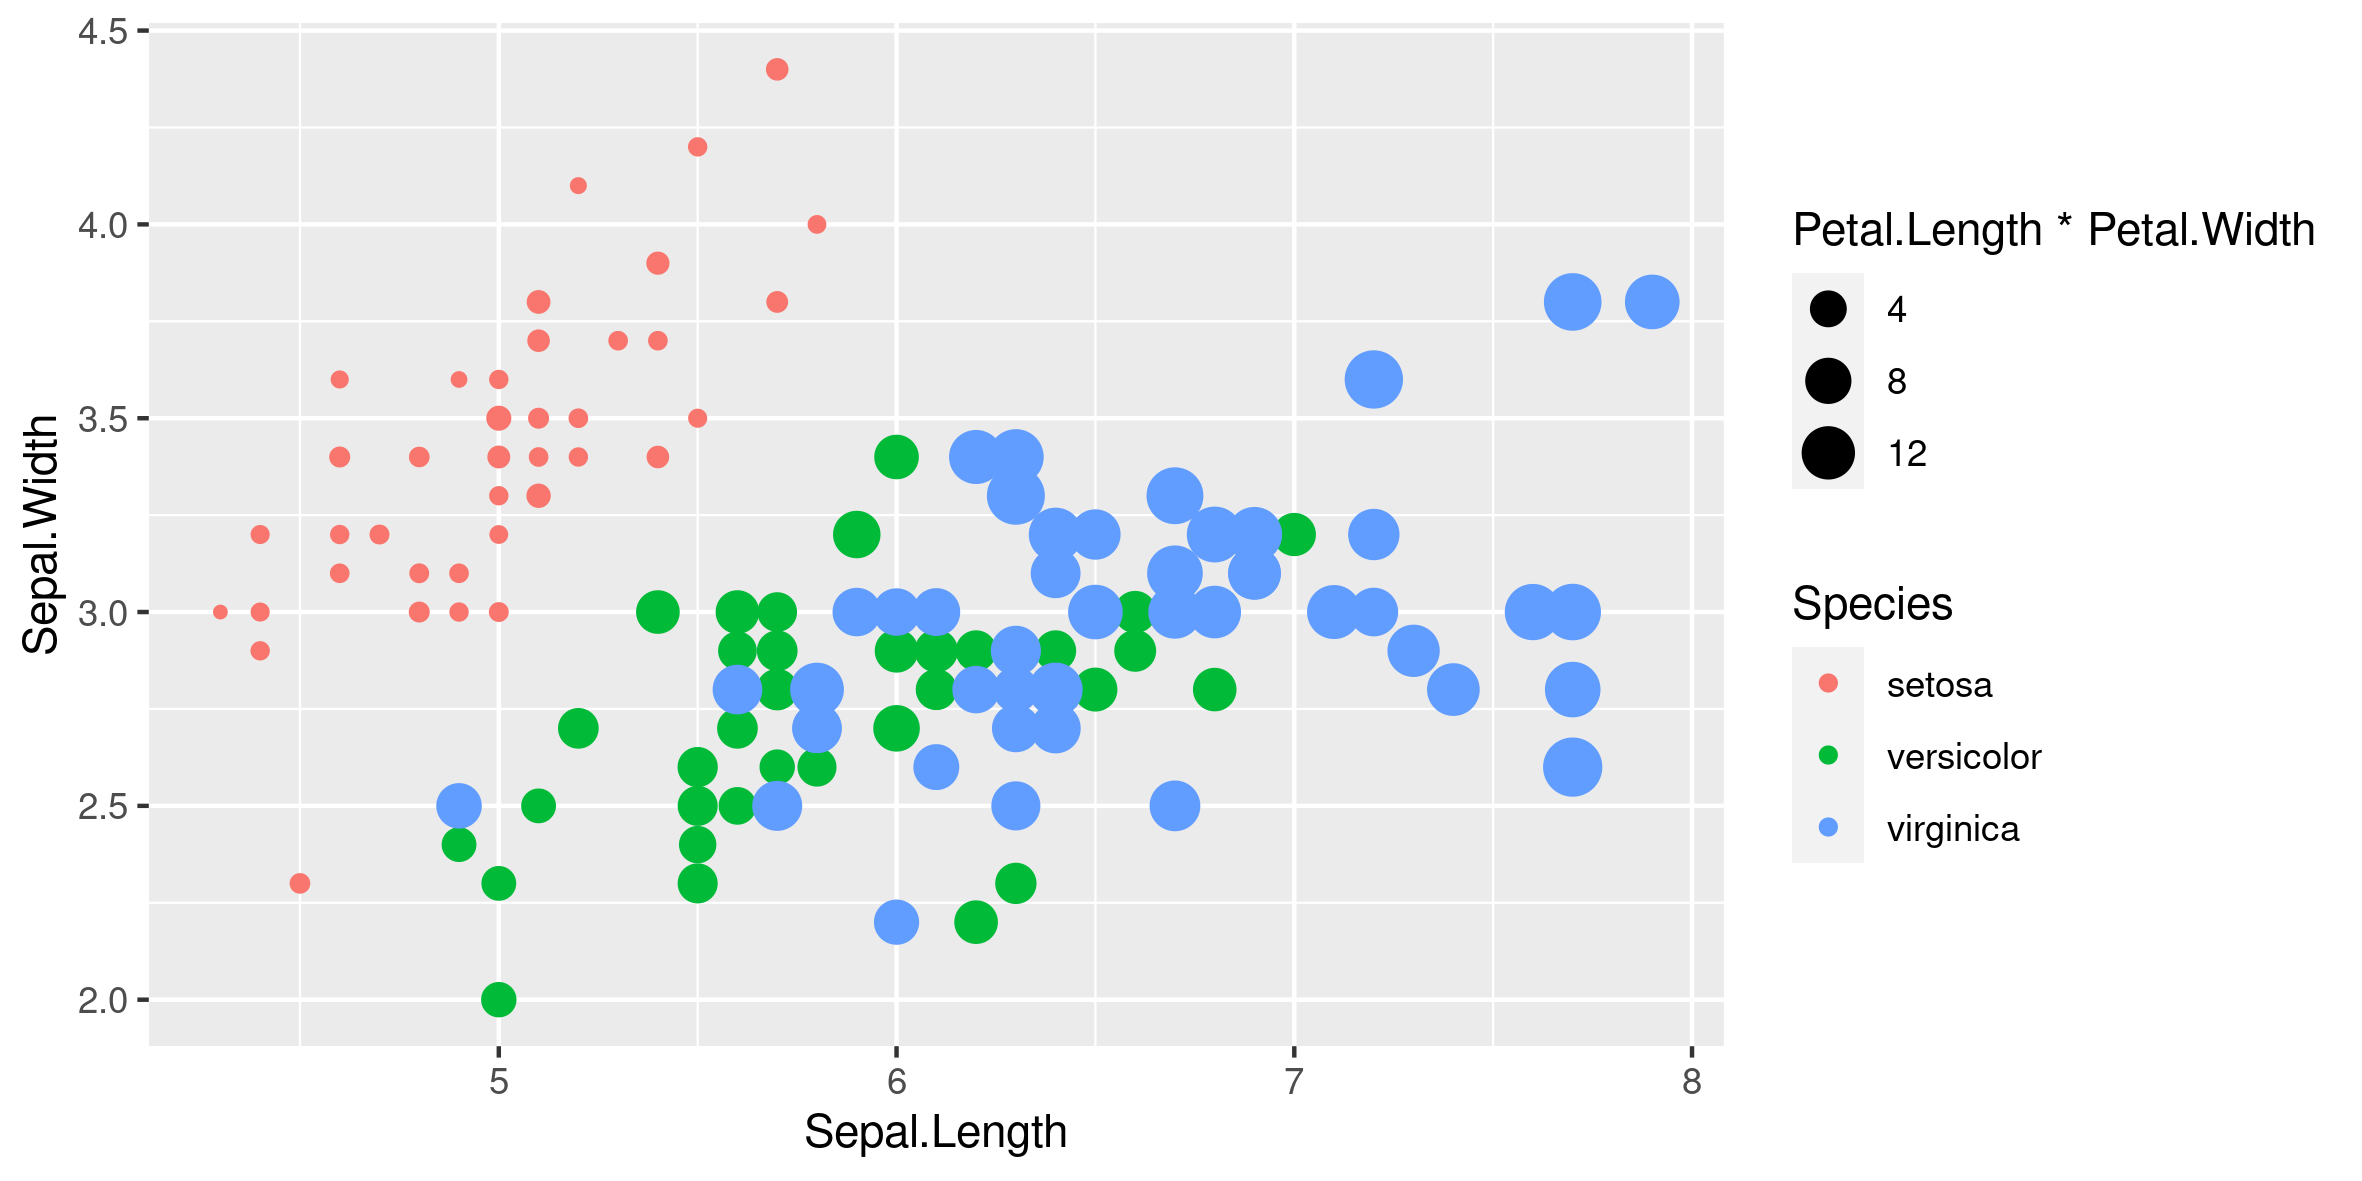 4.5
4.0
3.5
3.0
2.5
2.0
Sepal.Width
5
6
7
8
Sepal.Length
Petal.Length * Petal.Width
4
8
12
Species
setosa
versicolor
virginica